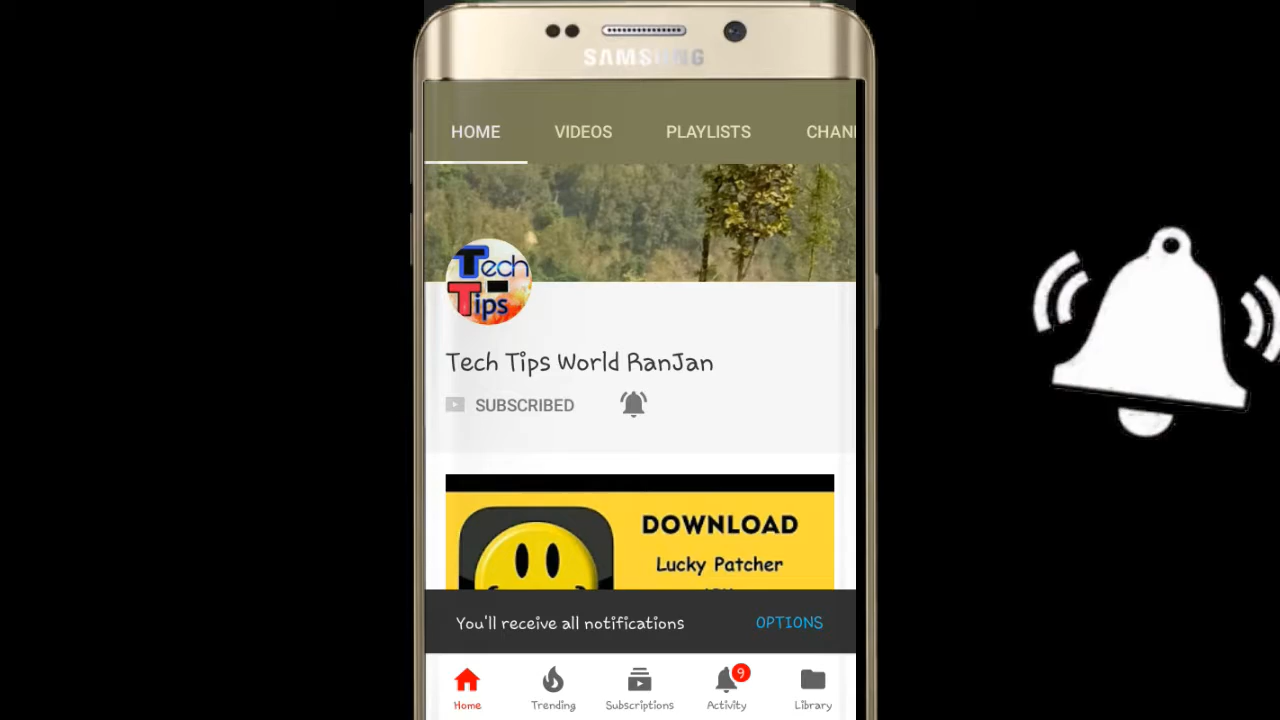 SAMSUNG
HOME VIDEOS PLAYLISTS CHAN
Tech
Tips
Tech Tips World RanJan
SUBSCRIBED
DOWNLOAD
Lucky Patcher
You'll receive all notifications OPTIONS
9
Home Trending Subscriptions Activity Library